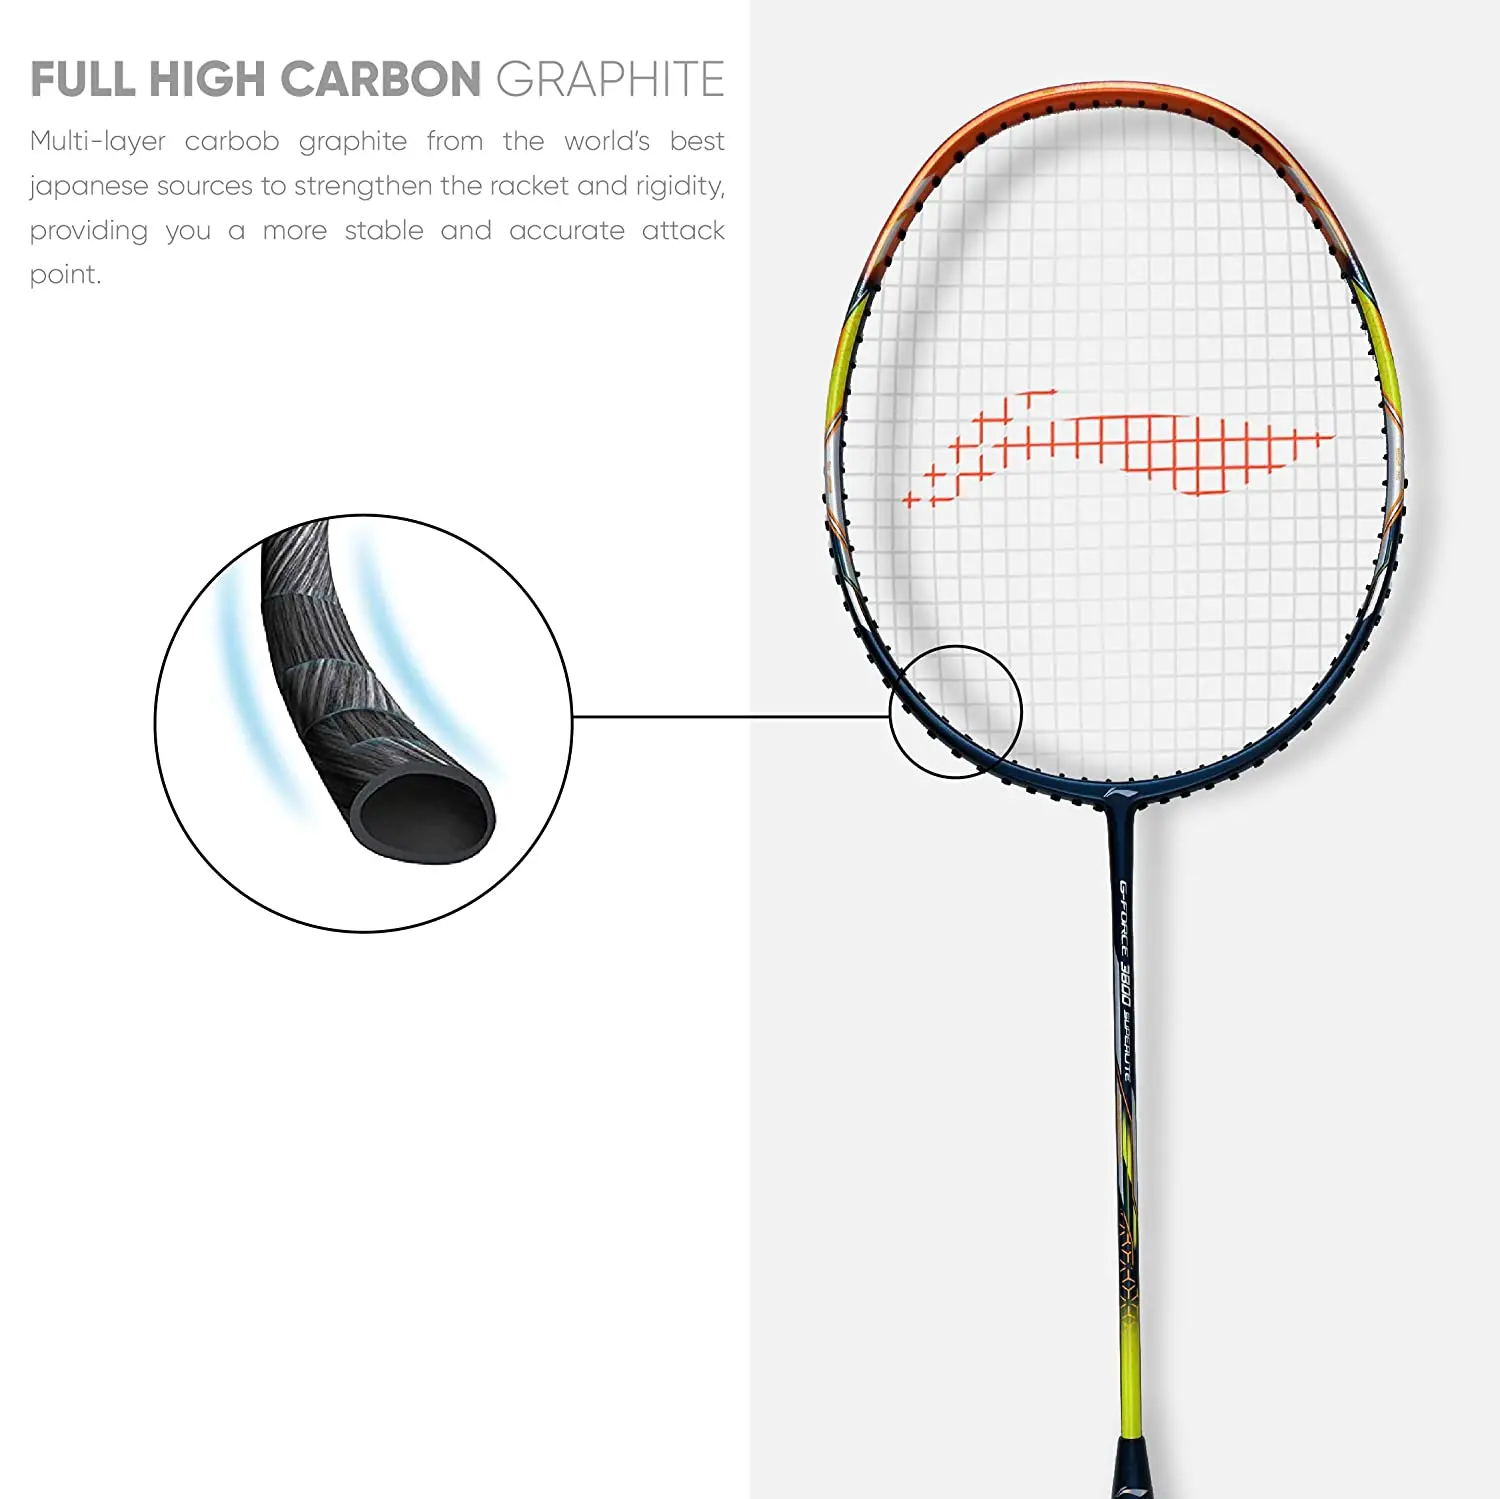 FULL HIGH CARBON GRAPHITE
Multi-layer carbob graphite from the world's best
japanese sources to strengthen the racket and rigidity,
providing you a more stable and accurate attack
point.
G-FORCE 3800 SUPERLITE